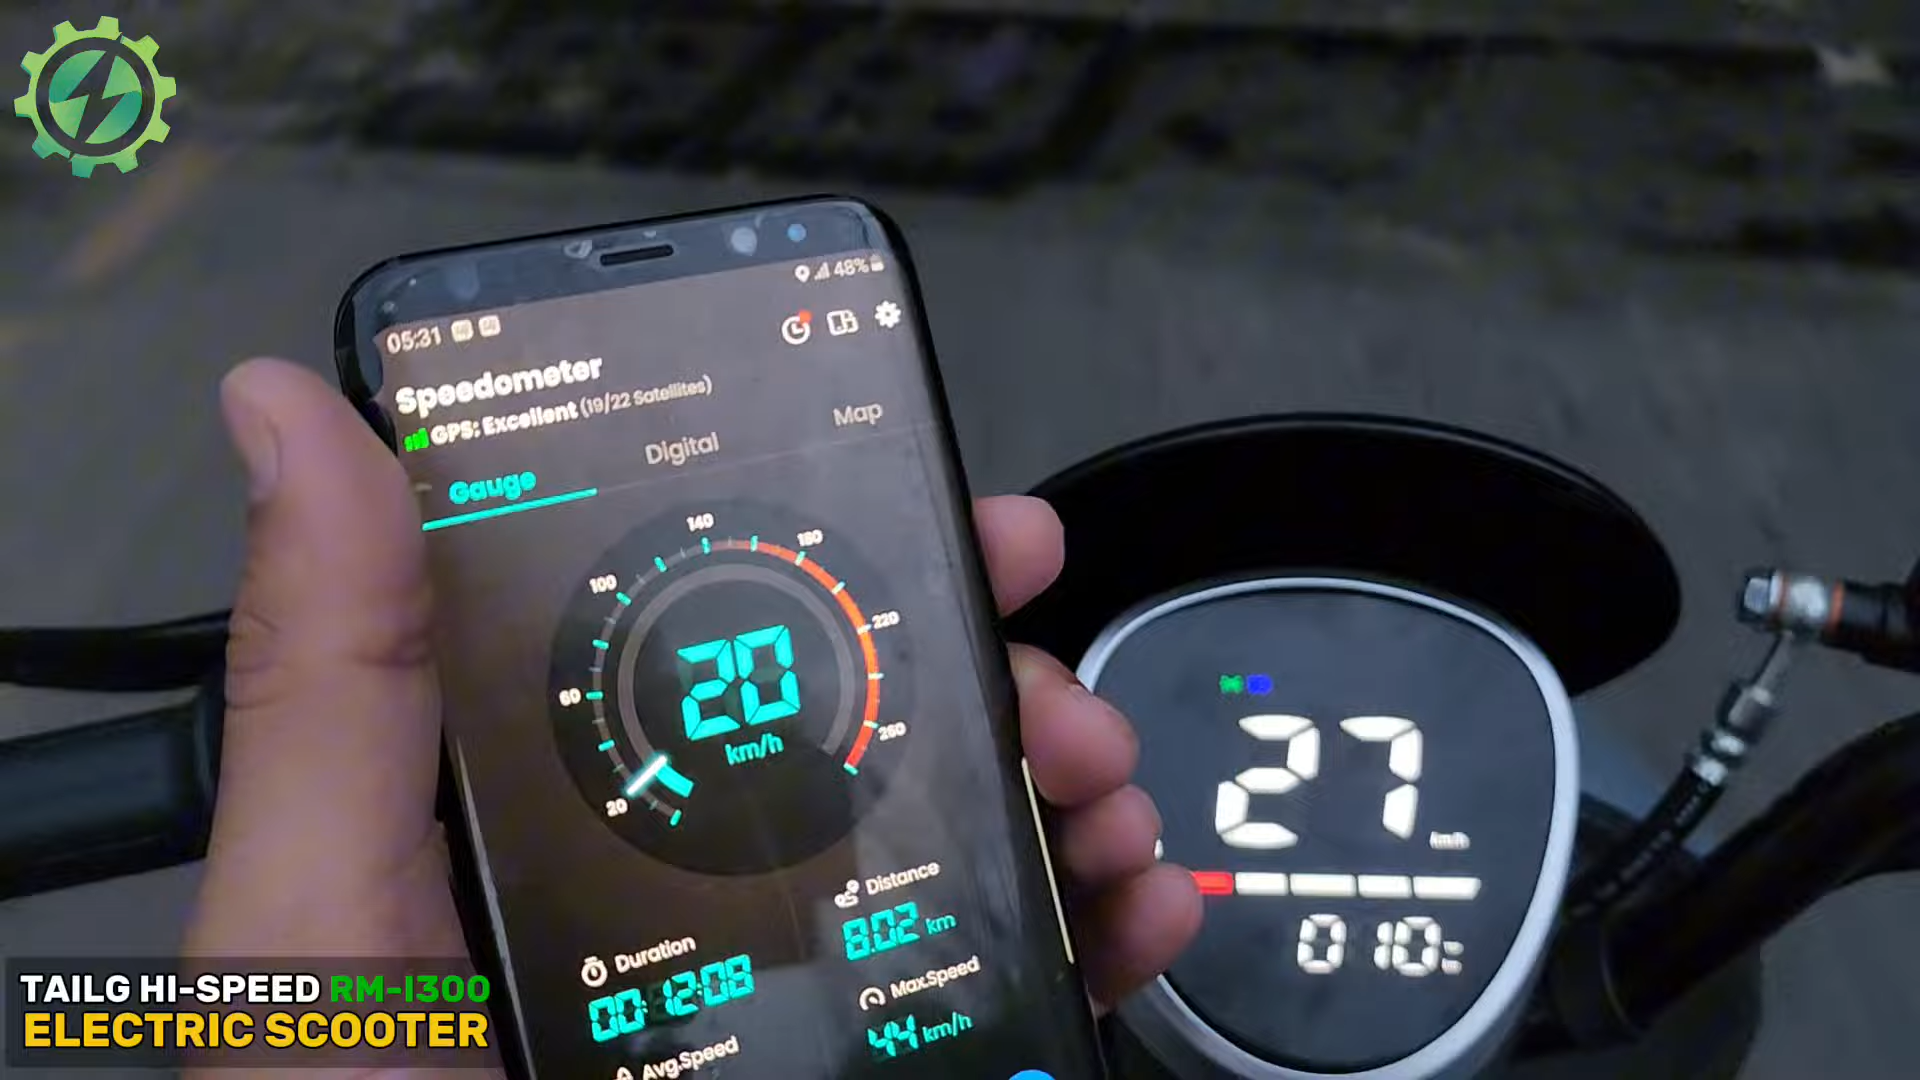 48%
05:31
Speedometer
GPS: Excellent (19/22 Satellites)
Gauge
Digital
Map
20
60
100
140
180
220
260
20
km/h
Duration
00:12:08
Distance
8.02 km
Max.Speed
44 km/h
Avg.Speed
27
km/h
010
TAILG HI-SPEED RM-1300
ELECTRIC SCOOTER